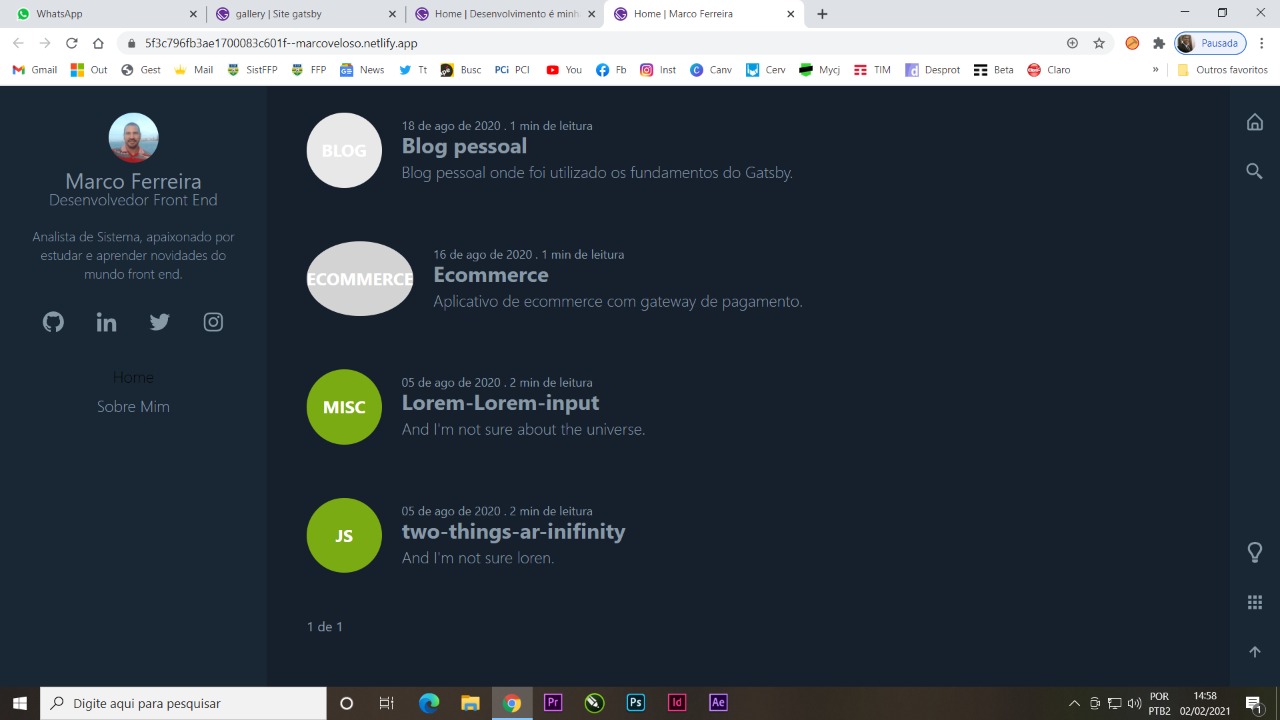 WhatsApp
gallery | Site gatsby
Home | Desenvolvimento é minh
Home | Marco Ferreira
5f3c796fb3ae1700083c601f--marcoveloso.netlify.app
Pausada
Gmail
Out
Gest
Mail
SistFFP
FFP
News
Tt
Busc
PCI
PCI
You
Fb
Inst
Canv
Cerv
Mycj
TIM
Desprot
Beta
Claro
»
Outros favoritos
Marco Ferreira
Desenvolvedor Front End
Analista de Sistema, apaixonado por
estudar e aprender novidades do
mundo front end.
Home
Sobre Mim
BLOG
18 de ago de 2020 . 1 min de leitura
Blog pessoal
Blog pessoal onde foi utilizado os fundamentos do Gatsby.
ECOMMERCE
16 de ago de 2020 . 1 min de leitura
Ecommerce
Aplicativo de ecommerce com gateway de pagamento.
MISC
05 de ago de 2020 . 2 min de leitura
Lorem-Lorem-input
And I'm not sure about the universe.
JS
05 de ago de 2020 . 2 min de leitura
two-things-ar-inifinity
And I'm not sure loren.
1 de 1
Digite aqui para pesquisar
Pr
Ps
Id
Ae
POR
PTB2
14:58
02/02/2021
1